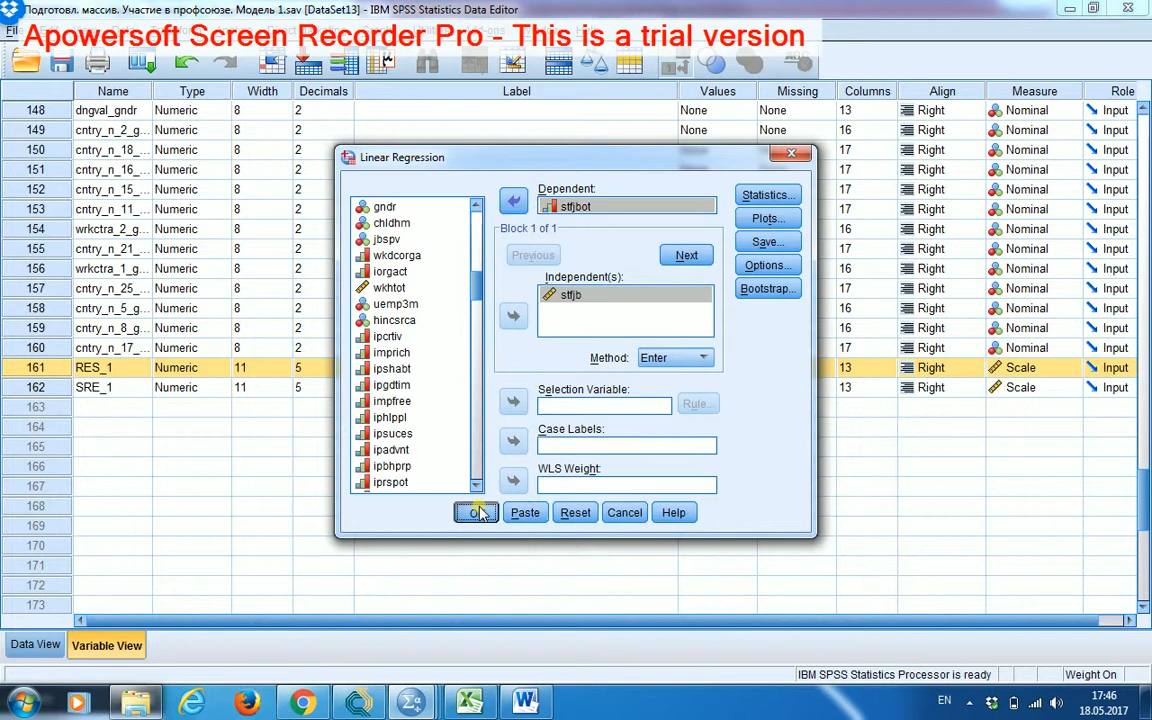 Подготовл. массив. Участие в профсоюзе. Модель 1.sav [DataSet13] - IBM SPSS Statistics Data Editor
Apowersoft Screen Recorder Pro - This is a trial version
Name Type Width Decimals Label Values Missing Columns Align Measure Role
148 dngval_gndr Numeric 8 2 None None 13 Right Nominal Input
149 cntry_n_2_g... Numeric 8 2 None None 16 Right Nominal Input
150 cntry_n_18_... Numeric 8 2 17 Right Nominal Input
151 cntry_n_16_... Numeric 8 2 17 Right Nominal Input
152 cntry_n_15_... Numeric 8 2 17 Right Nominal Input
153 cntry_n_11_... Numeric 8 2 17 Right Nominal Input
154 wrkctra_2_g... Numeric 8 2 16 Right Nominal Input
155 cntry_n_21_... Numeric 8 2 17 Right Nominal Input
156 wrkctra_1_g... Numeric 8 2 16 Right Nominal Input
157 cntry_n_25_... Numeric 8 2 17 Right Nominal Input
158 cntry_n_5_g... Numeric 8 2 16 Right Nominal Input
159 cntry_n_8_g... Numeric 8 2 16 Right Nominal Input
160 cntry_n_17_... Numeric 8 2 17 Right Nominal Input
161 RES_1 Numeric 11 5 13 Right Scale Input
162 SRE_1 Numeric 11 5 13 Right Scale Input
163
164
165
166
167
168
169
170
171
172
173
Linear Regression
gndr
chldhm
jbspv
wkdcorga
iorgact
wkhtot
uemp3m
hincsrca
ipcrtiv
imprich
ipshabt
ipgdtim
impfree
iphlppl
ipsuces
ipadvnt
ipbhprp
iprspot
Dependent:
stfjbot
Block 1 of 1
Previous Next
Independent(s):
stfjb
Method: Enter
Selection Variable:
Rule...
Case Labels:
WLS Weight:
Statistics...
Plots...
Save...
Options...
Bootstrap...
Paste Reset Cancel Help
Data View Variable View
IBM SPSS Statistics Processor is ready Weight On
EN 17:46
18.05.2017